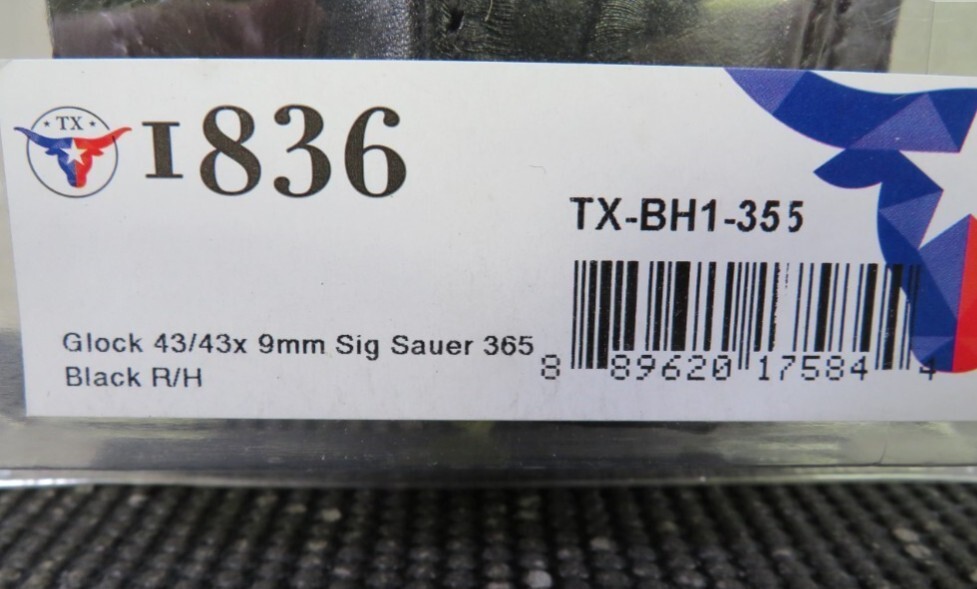 TX
1836
TX-BH1-355
Glock 43/43x 9mm Sig Sauer 365
Black R/H
8 89620 17584 4